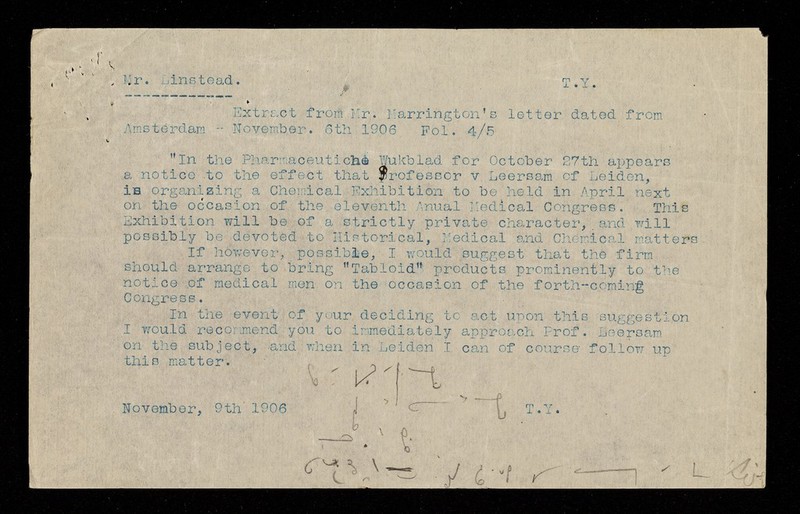 Mr. Linstead. T.Y.
Extract from Mr. Harrington's letter dated from
Amsterdam - November. 6th 1906 Fol. 4/5
"In the Pharmaceutiche Wukblad for October 27th appears
a notice to the effect that Professor v Leersam of Leiden,
is organizing a Chemical Exhibition to be held in April next
on the occasion of the eleventh Anual Medical Congress. This
Exhibition will be of a strictly private character, and will
possibly be devoted to Historical, Medical and Chemical matters
If however, possible, I would suggest that the firm
should arrange to bring "Tabloid" products prominently to the
notice of medical men on the occasion of the forth-coming
Congress.
In the event of your deciding to act upon this suggestion
I would recommend you to immediately approach Prof. Leersam
on the subject, and when in Leiden I can of course follow up
this matter.
November, 9th 1906 T.Y.